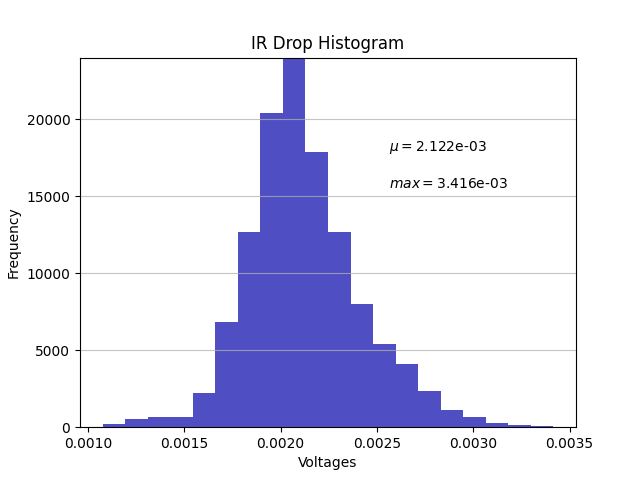 IR Drop Histogram
Frequency
20000
15000
10000
5000
0
μ = 2.122e-03
max = 3.416e-03
0.0010 0.0015 0.0020 0.0025 0.0030 0.0035
Voltages